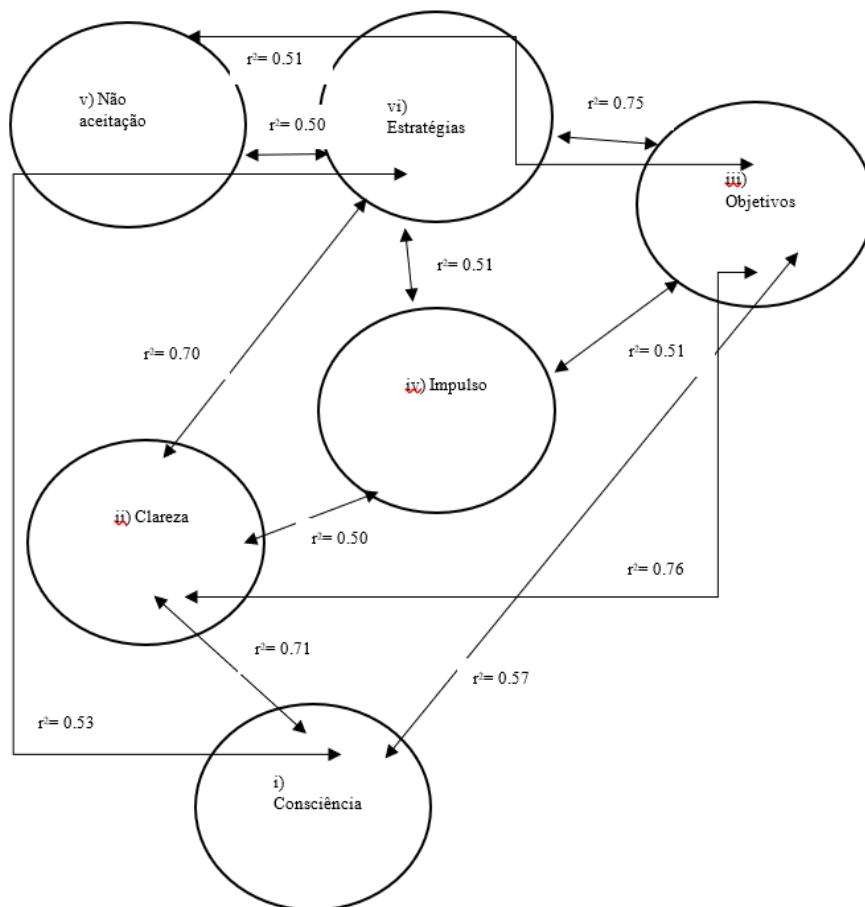 r²= 0.51
v) Não
aceitação
r²= 0.50
vi)
Estratégias
r²= 0.75
iii)
Objetivos
r²= 0.51
r²= 0.51
r²= 0.70
iv) Impulso
ii) Clareza
r²= 0.50
r²= 0.76
r²= 0.71
r²= 0.57
r²= 0.53
i)
Consciência